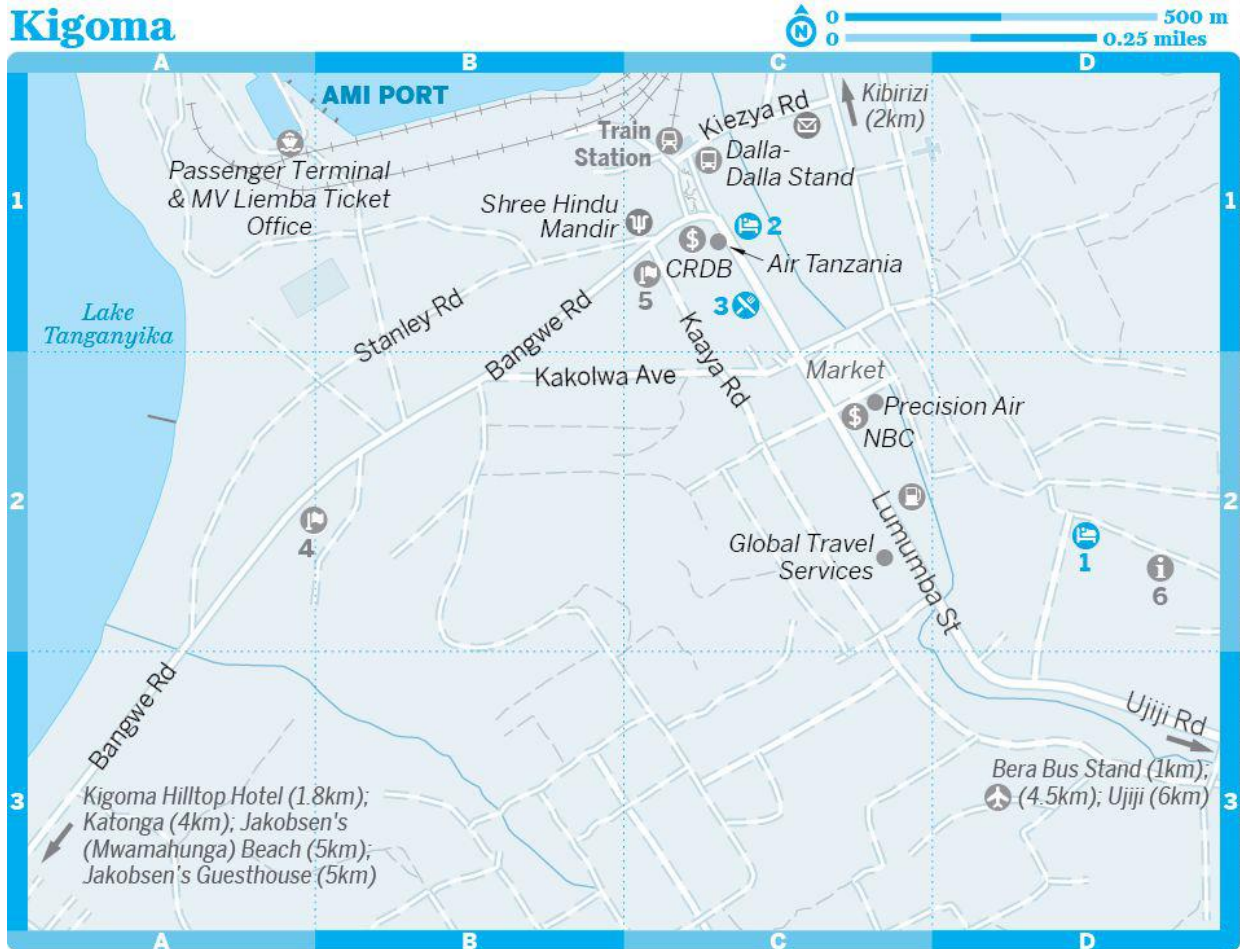 Kigoma
N
0 500 m
0 0.25 miles
A B C D
AMI PORT
Kiezya Rd
Kibirizi
(2km)
Train
Station
Dalla-
Dalla Stand
Passenger Terminal
& MV Liemba Ticket
Office
1 1
Shree Hindu
Mandir
2
$
CRDB
Air Tanzania
5
3
Lake
Tanganyika
Stanley Rd
Bangwe Rd
Kaaya Rd
Kakolwa Ave
Market
Precision Air
$
NBC
2 2
Lumumba St
4
Global Travel
Services
1
i
6
Bangwe Rd
Ujiji Rd
Bera Bus Stand (1km);
(4.5km); Ujiji (6km)
3 3
Kigoma Hilltop Hotel (1.8km);
Katonga (4km); Jakobsen's
(Mwamahunga) Beach (5km);
Jakobsen's Guesthouse (5km)
A B C D